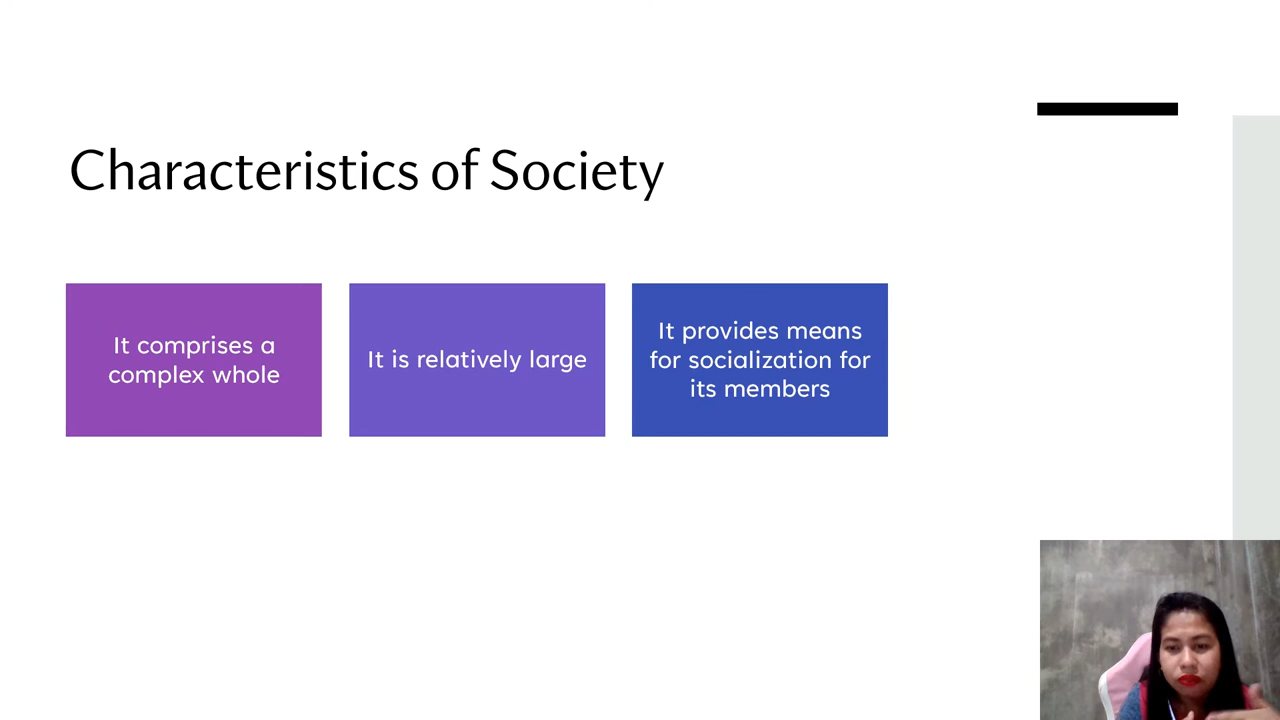 Characteristics of Society
It comprises a
complex whole
It is relatively large
It provides means
for socialization for
its members